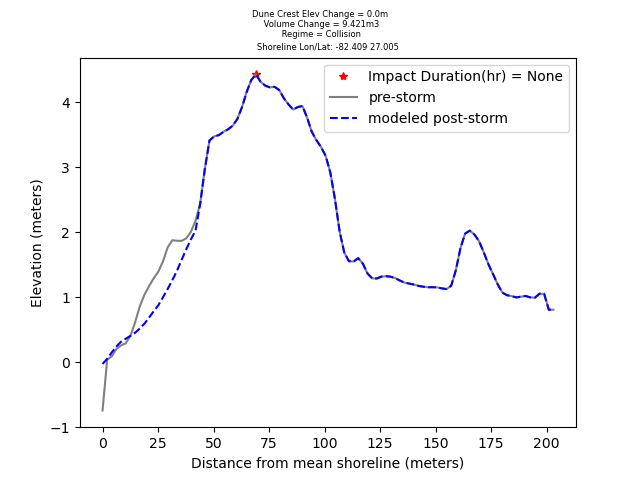 Dune Crest Elev Change = 0.0m
Volume Change = 9.421m3
Regime = Collision
Shoreline Lon/Lat: -82.409 27.005
Impact Duration(hr) = None
pre-storm
modeled post-storm
4
3
2
1
0
−1
Elevation (meters)
0 25 50 75 100 125 150 175 200
Distance from mean shoreline (meters)